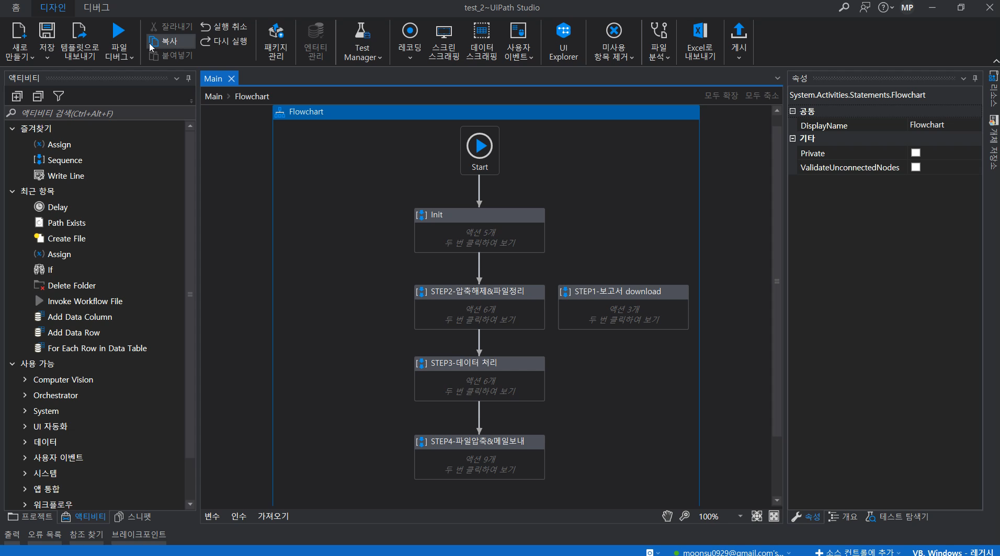 홈
디자인
디버그
test_2~UiPath Studio
MP
새로
만들기
저장
템플릿으로
내보내기
파일
디버그
잘라내기
복사
붙여넣기
실행 취소
다시 실행
패키지
관리
엔터티
관리
Test
Manager
레코딩
스크린
스크래핑
데이터
스크래핑
사용자
이벤트
UI
Explorer
미사용
항목 제거
파일
분석
Excel로
내보내기
게시
액티비티
액티비티 검색(Ctrl+Alt+F)
즐겨찾기
Assign
Sequence
Write Line
최근 항목
Delay
Path Exists
Create File
Assign
If
Delete Folder
Invoke Workflow File
Add Data Column
Add Data Row
For Each Row in Data Table
사용 가능
Computer Vision
Orchestrator
System
UI 자동화
데이터
사용자 이벤트
시스템
앱 통합
워크플로우
프로젝트
액티비티
스니펫
Main
Main > Flowchart
모두 확장 모두 축소
Flowchart
Start
Init
액션 5개
두 번 클릭하여 보기
STEP2-압축해제&파일정리
액션 6개
두 번 클릭하여 보기
STEP1-보고서 download
액션 3개
두 번 클릭하여 보기
STEP3-데이터 처리
액션 6개
두 번 클릭하여 보기
STEP4-파일압축&메일보내
액션 9개
두 번 클릭하여 보기
변수 인수 가져오기
100%
속성
System.Activities.Statements.Flowchart
공통
DisplayName Flowchart
기타
Private
ValidateUnconnectedNodes
속성
개요
테스트 탐색기
리소스
개체 저장소
출력 오류 목록 참조 찾기 브레이크포인트
moonsu0929@gmail.com's...
소스 컨트롤에 추가
VB, Windows - 레거시